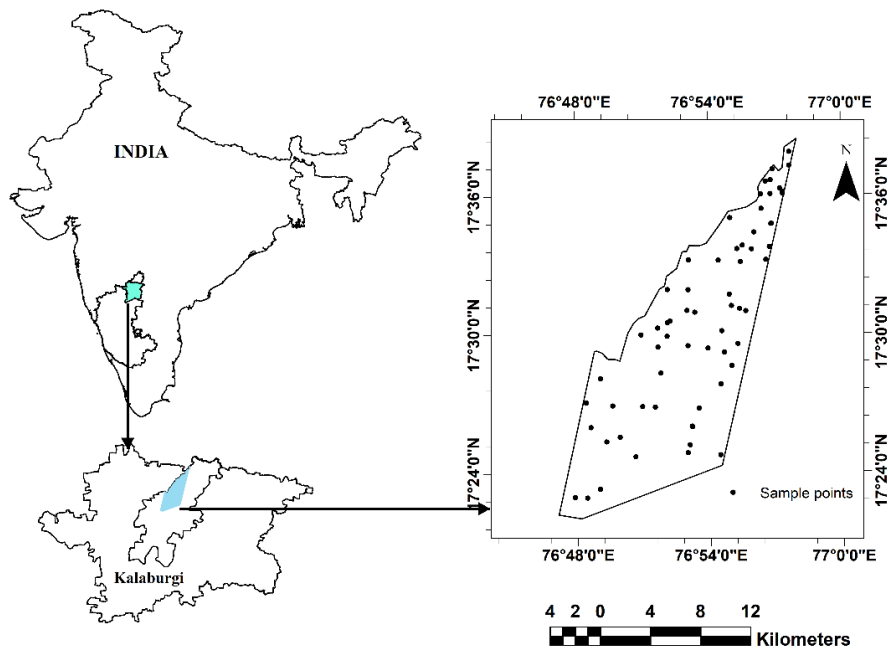 INDIA
Kalaburgi
76°48'0"E 76°54'0"E 77°0'0"E
N
17°36'0"N 17°36'0"N
17°30'0"N 17°30'0"N
17°24'0"N 17°24'0"N
Sample points
76°48'0"E 76°54'0"E 77°0'0"E
4 2 0 4 8 12
Kilometers